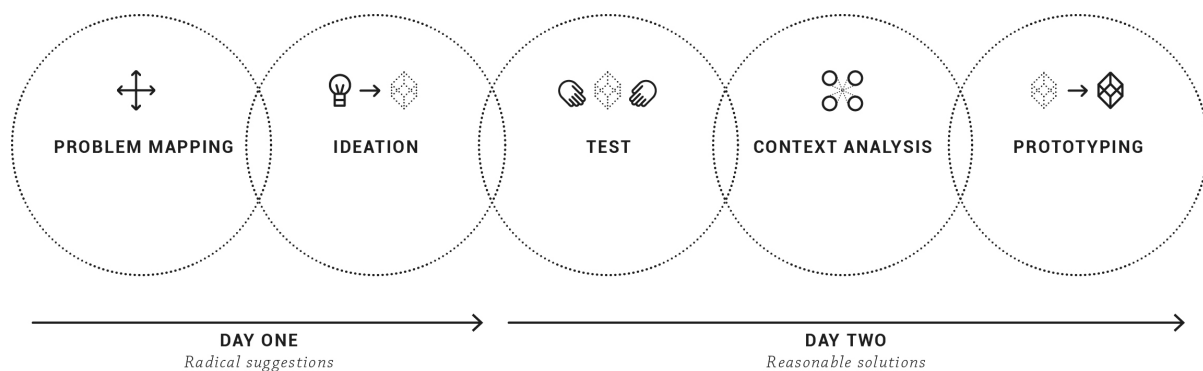 PROBLEM MAPPING
IDEATION
TEST
CONTEXT ANALYSIS
PROTOTYPING
DAY ONE
Radical suggestions
DAY TWO
Reasonable solutions